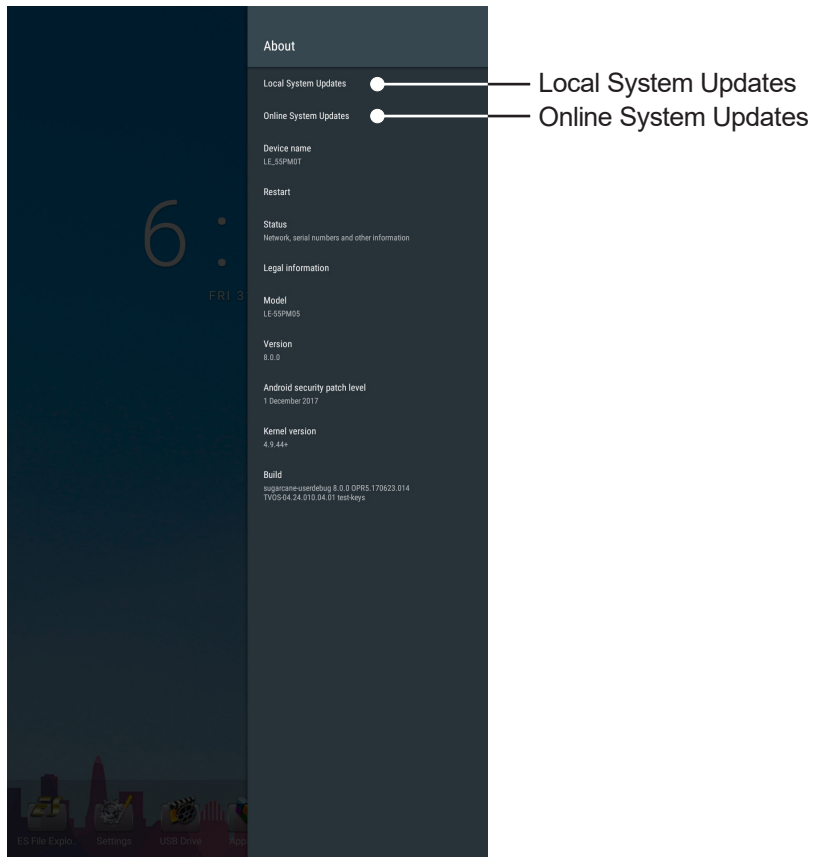 About
Local System Updates
Online System Updates
Device name
LE_55PM0T
Restart
Status
Network, serial numbers and other information
Legal information
Model
LE-55PM05
Version
8.0.0
Android security patch level
1 December 2017
Kernel version
4.9.44+
Build
sugarcane-userdebug 8.0.0 OPR5.170623.014
TVOS-04.24.010.04.01 test-keys
Local System Updates
Online System Updates
6 :
FRI 3
ES File Explo..
Settings
USB Drive
App